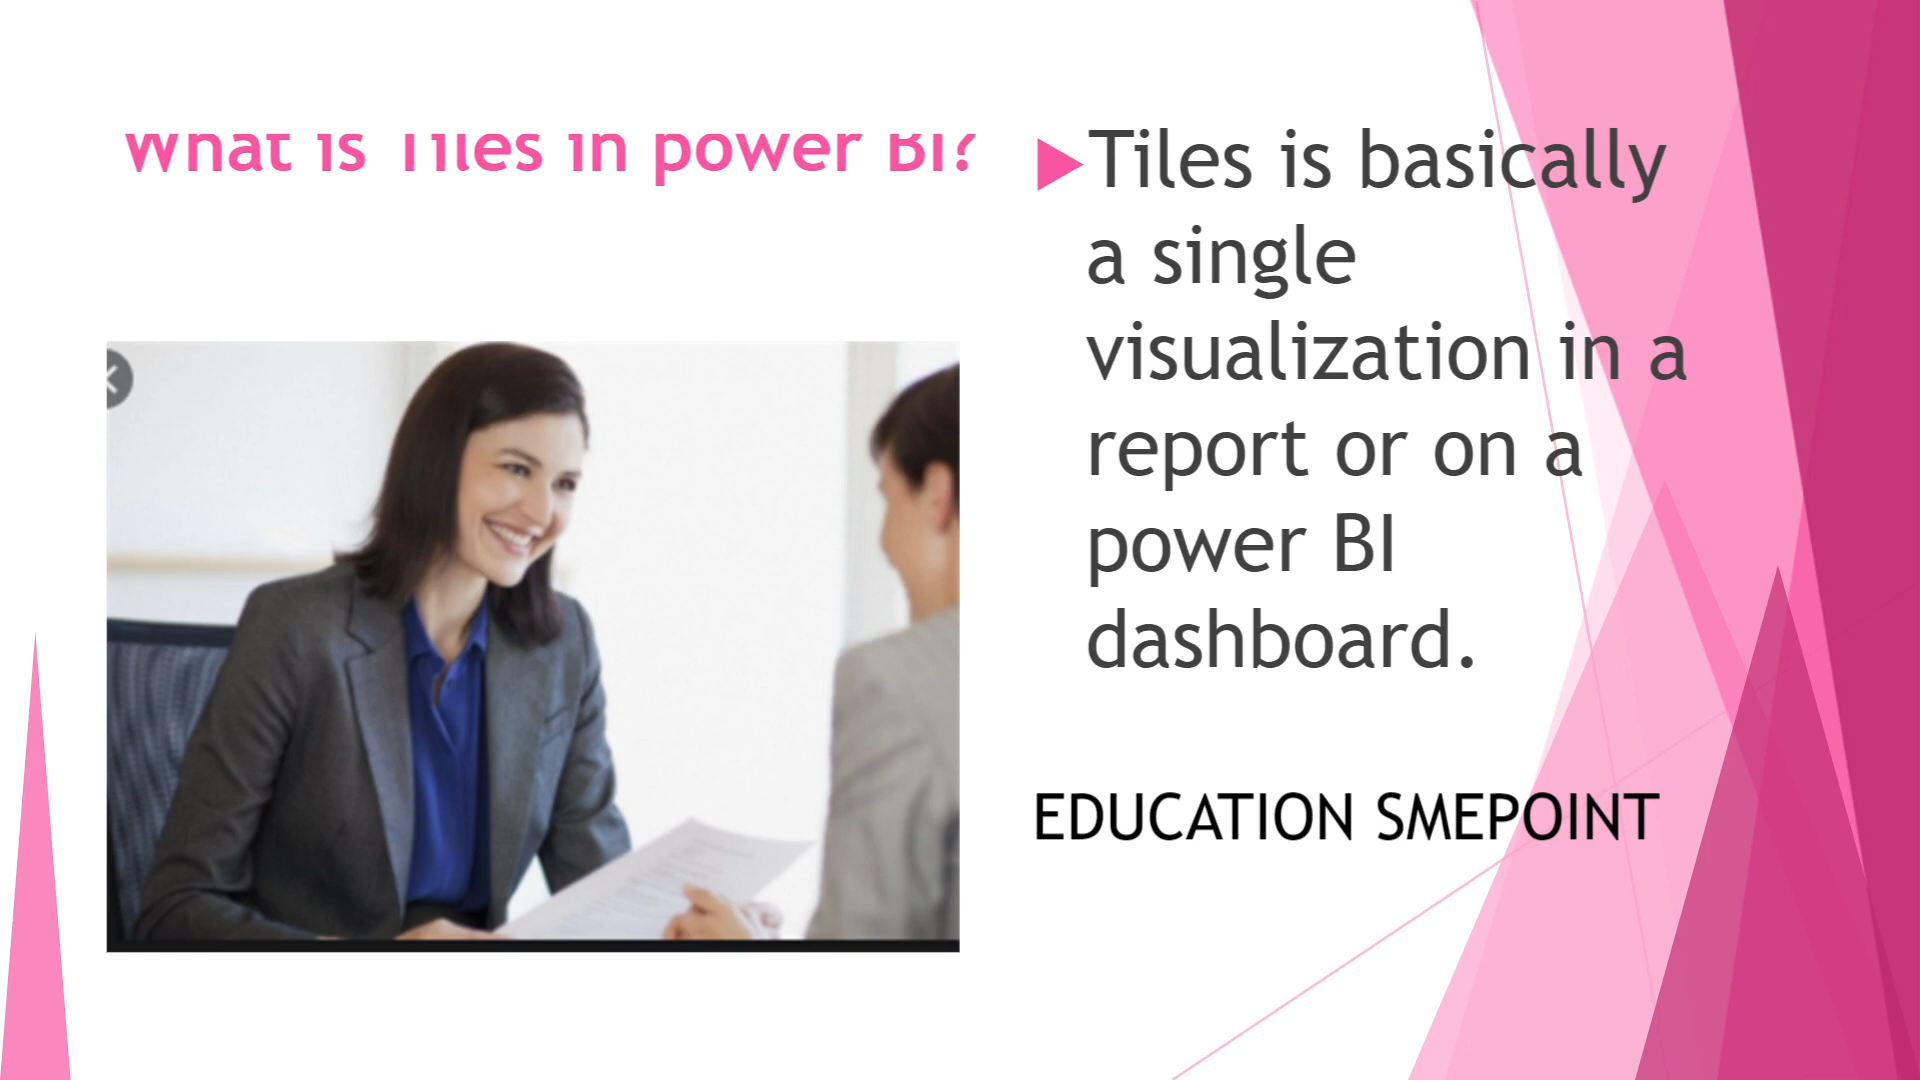 What is Tiles in power BI?
Tiles is basically
a single
visualization in a
report or on a
power BI
dashboard.
EDUCATION SMEPOINT